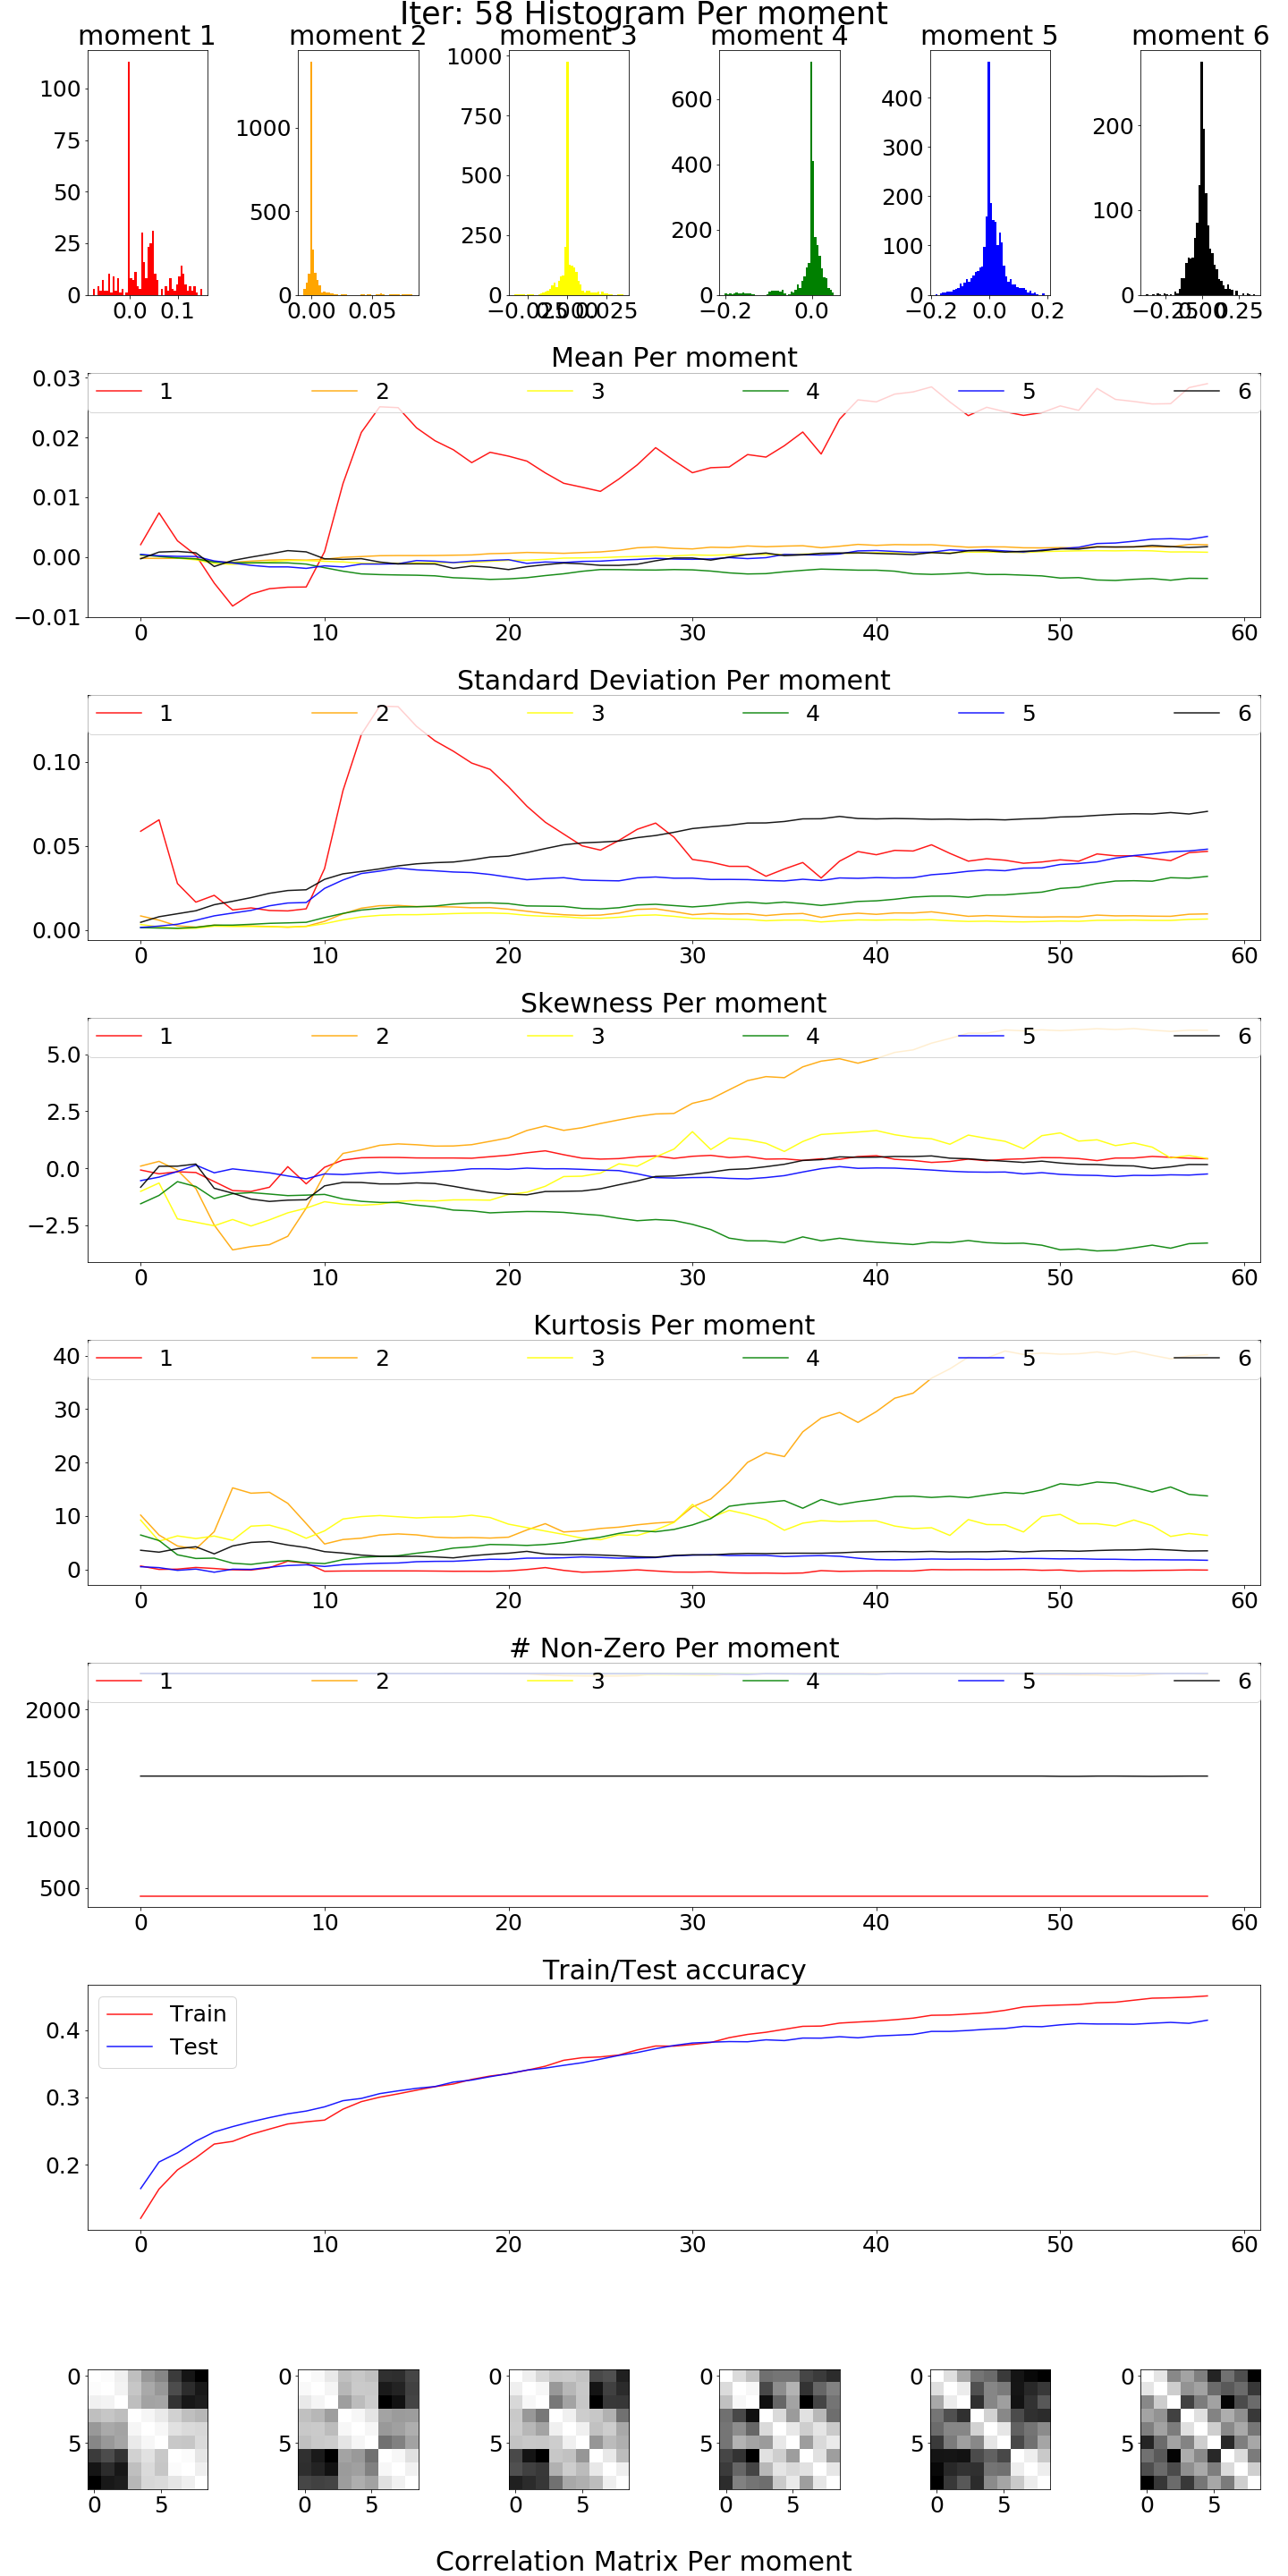 Iter: 58 Histogram Per moment
moment 1 moment 2 moment 3 moment 4 moment 5 moment 6
100 75 50 25 0
0.0 0.1
1000 500 0
0.00 0.05
1000 750 500 250 0
−0.025 0.000 0.025
600 400 200 0
−0.2 0.0
400 300 200 100 0
−0.2 0.0 0.2
200 100 0
−0.25 0.00 0.25
Mean Per moment
1 2 3 4 5 6
0.03
0.02
0.01
0.00
−0.01
0 10 20 30 40 50 60
Standard Deviation Per moment
1 2 3 4 5 6
0.10
0.05
0.00
0 10 20 30 40 50 60
Skewness Per moment
1 2 3 4 5 6
5.0
2.5
0.0
−2.5
0 10 20 30 40 50 60
Kurtosis Per moment
1 2 3 4 5 6
40
30
20
10
0
0 10 20 30 40 50 60
# Non-Zero Per moment
1 2 3 4 5 6
2000
1500
1000
500
0 10 20 30 40 50 60
Train/Test accuracy
Train
Test
0.4
0.3
0.2
0 10 20 30 40 50 60
0 0 0 0 0 0
5 5 5 5 5 5
0 5 0 5 0 5 0 5 0 5 0 5
Correlation Matrix Per moment